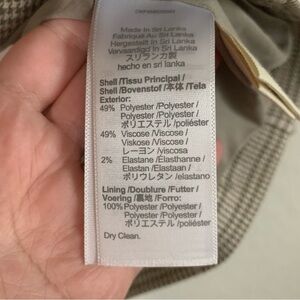 Made in Sri Lanka
Fabriqué Au Sri Lanka
Hergestellt in Sri Lanka
Vervaardigd In Sri Lanka
スリランカ製
hecho en sri lanka
Shell /Tissu Principal /
Shell /Bovenstof /本体 /Tela
Exterior:
49% Polyester /Polyester /
Polyester /Polyester /
ポリエステル /poliéster
49% Viscose /Viscose /
Viskose /Viscose /
レーヨン /viscosa
2% Elastane /Elasthanne /
Elastan /Elastaan /
ポリウレタン /elastano
Lining /Doublure /Futter /
Voering /裏地 /Forro:
100% Polyester /Polyester /
Polyester /Polyester /
ポリエステル /poliéster
Dry Clean.